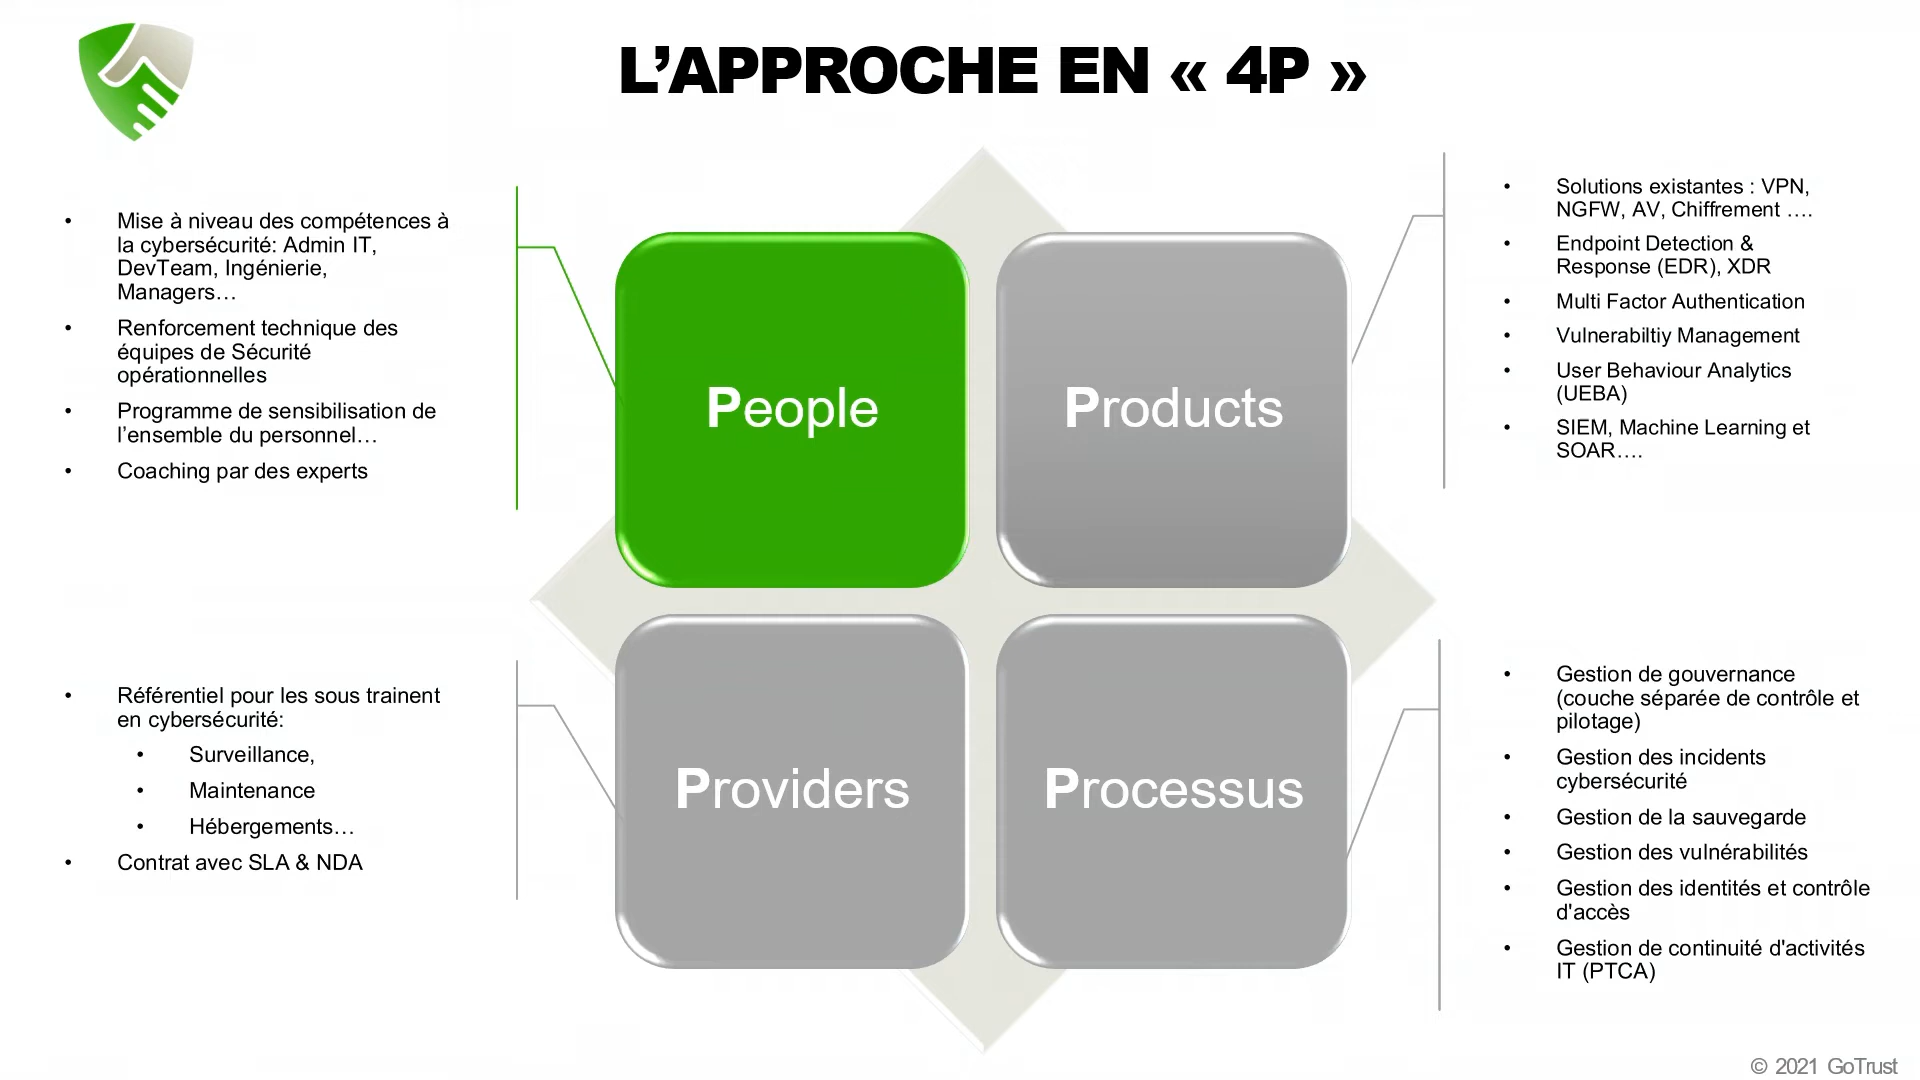 L’APPROCHE EN « 4P »
• Mise à niveau des compétences à
la cybersécurité: Admin IT,
DevTeam, Ingénierie,
Managers…
• Renforcement technique des
équipes de Sécurité
opérationnelles
• Programme de sensibilisation de
l’ensemble du personnel…
• Coaching par des experts
People
Products
• Solutions existantes : VPN,
NGFW, AV, Chiffrement ….
• Endpoint Detection &
Response (EDR), XDR
• Multi Factor Authentication
• Vulnerabiltiy Management
• User Behaviour Analytics
(UEBA)
• SIEM, Machine Learning et
SOAR….
• Référentiel pour les sous trainent
en cybersécurité:
• Surveillance,
• Maintenance
• Hébergements…
• Contrat avec SLA & NDA
Providers
Processus
• Gestion de gouvernance
(couche séparée de contrôle et
pilotage)
• Gestion des incidents
cybersécurité
• Gestion de la sauvegarde
• Gestion des vulnérabilités
• Gestion des identités et contrôle
d'accès
• Gestion de continuité d'activités
IT (PTCA)
© 2021 GoTrust